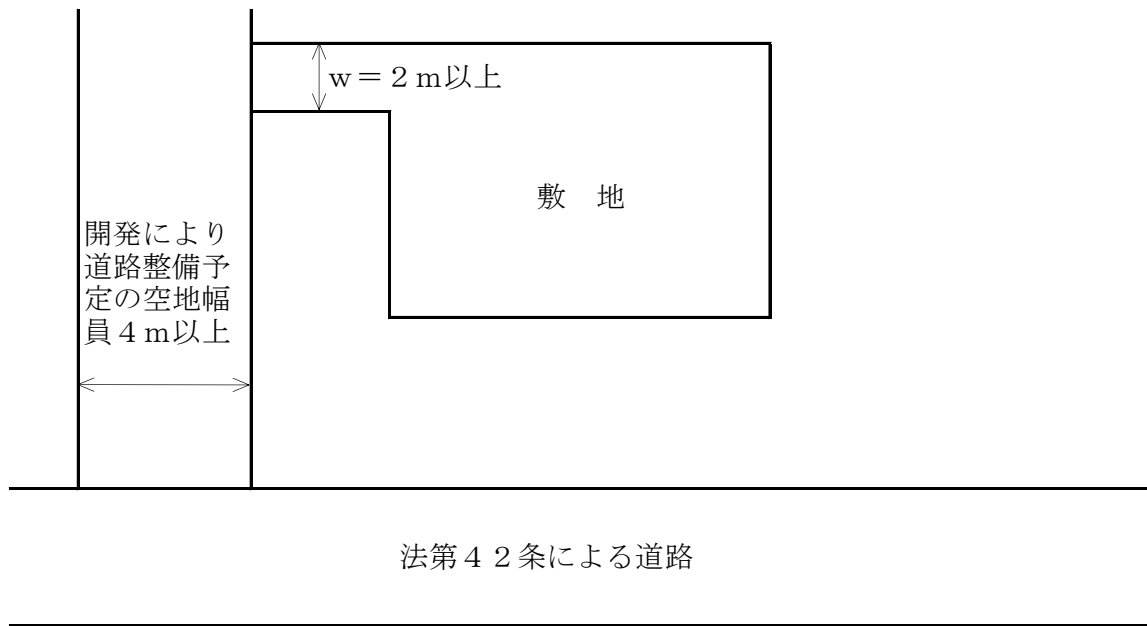 w＝２ｍ以上
敷　地
開発により
道路整備予
定の空地幅
員４ｍ以上
法第４２条による道路